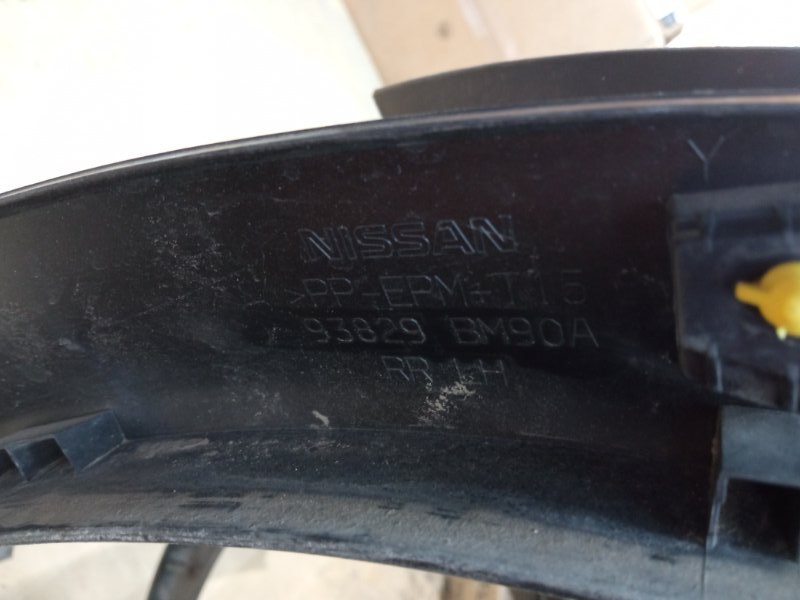 Y
NISSAN
>PP-EPM+T15
93829 BM90A
RR LH